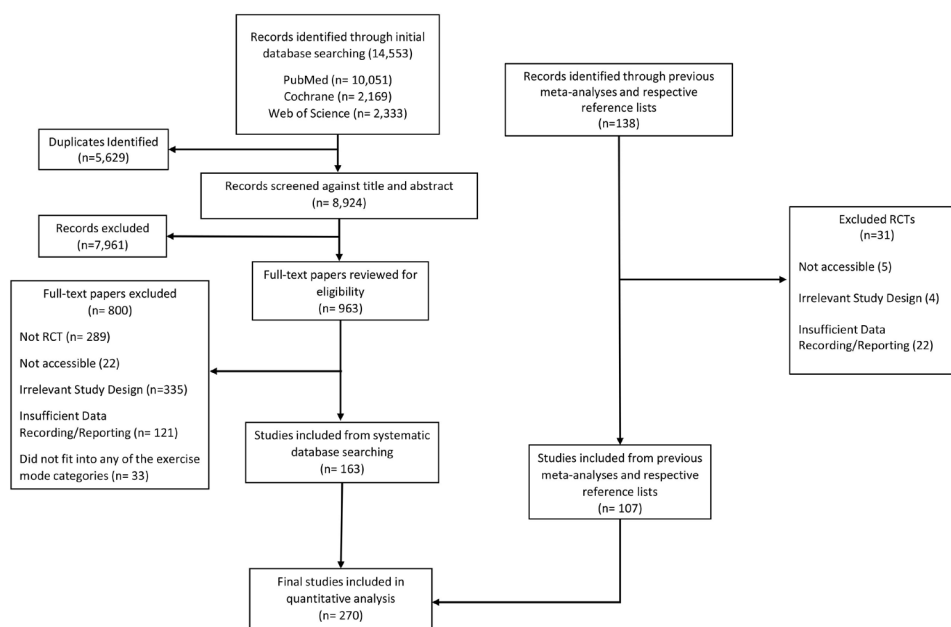 Records identified through initial
database searching (14,553)
PubMed (n= 10,051)
Cochrane (n= 2,169)
Web of Science (n= 2,333)
Records identified through previous
meta-analyses and respective
reference lists
(n=138)
Duplicates Identified
(n=5,629)
Records screened against title and abstract
(n= 8,924)
Records excluded
(n=7,961)
Full-text papers reviewed for
eligibility
(n= 963)
Excluded RCTs
(n=31)
Not accessible (5)
Irrelevant Study Design (4)
Insufficient Data
Recording/Reporting (22)
Full-text papers excluded
(n= 800)
Not RCT (n= 289)
Not accessible (22)
Irrelevant Study Design (n=335)
Insufficient Data
Recording/Reporting (n= 121)
Did not fit into any of the exercise
mode categories (n= 33)
Studies included from systematic
database searching
(n= 163)
Studies included from previous
meta-analyses and respective
reference lists
(n= 107)
Final studies included in
quantitative analysis
(n= 270)